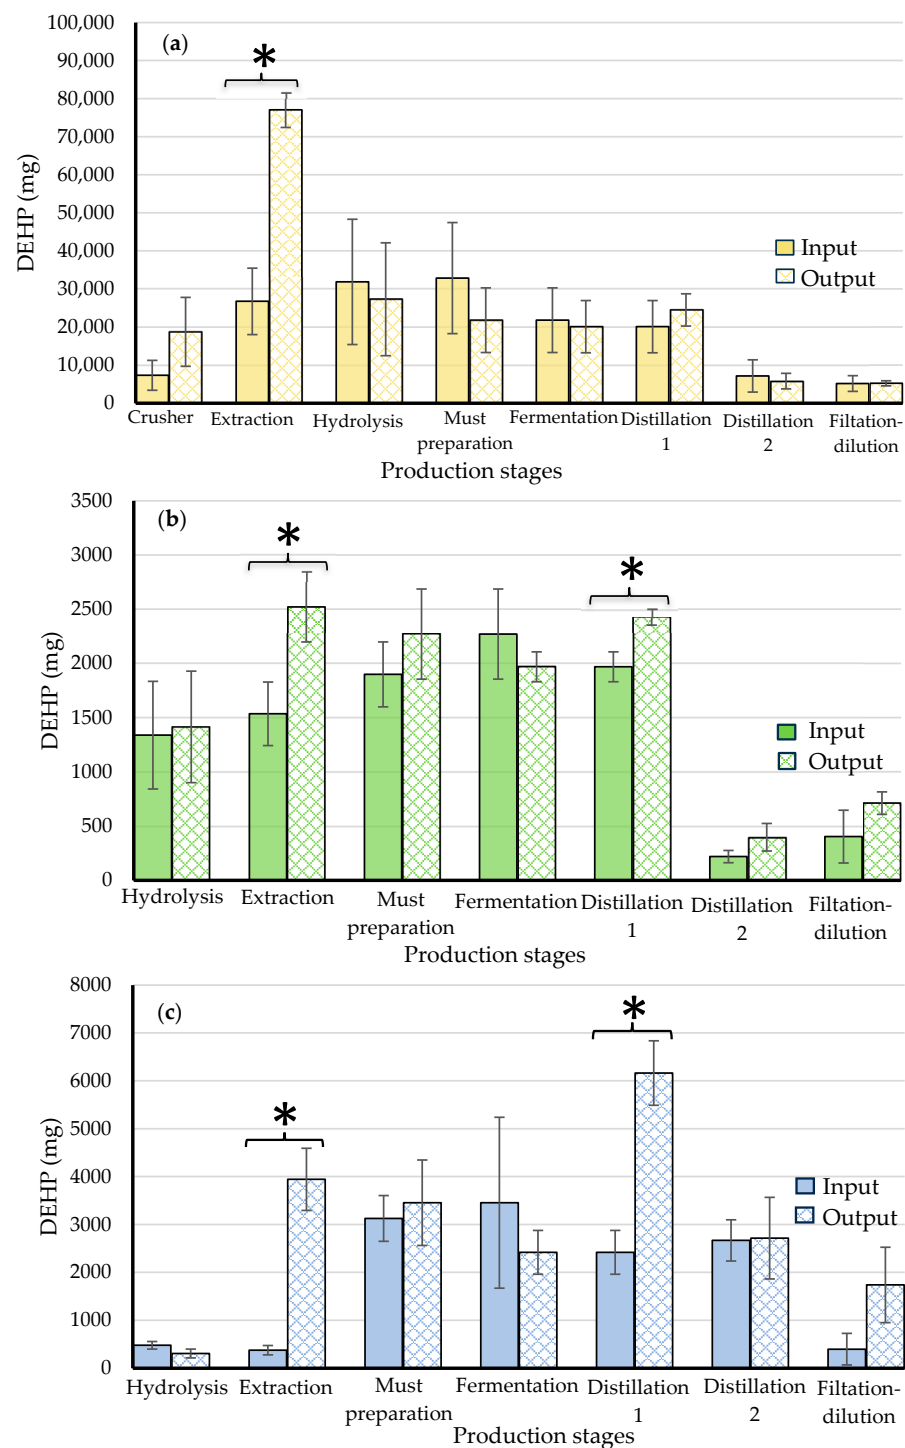 100,000
90,000
80,000
70,000
60,000
50,000
40,000
30,000
20,000
10,000
0
DEHP (mg)
(a)
*
Input
Output
Crusher Extraction Hydrolysis Must preparation Fermentation Distillation 1 Distillation 2 Filtation-dilution
Production stages
3500
3000
2500
2000
1500
1000
500
0
DEHP (mg)
(b)
*
*
Input
Output
Hydrolysis Extraction Must preparation Fermentation Distillation 1 Distillation 2 Filtation-dilution
Production stages
8000
7000
6000
5000
4000
3000
2000
1000
0
DEHP (mg)
(c)
*
*
Input
Output
Hydrolysis Extraction Must preparation Fermentation Distillation 1 Distillation 2 Filtation-dilution
Production stages